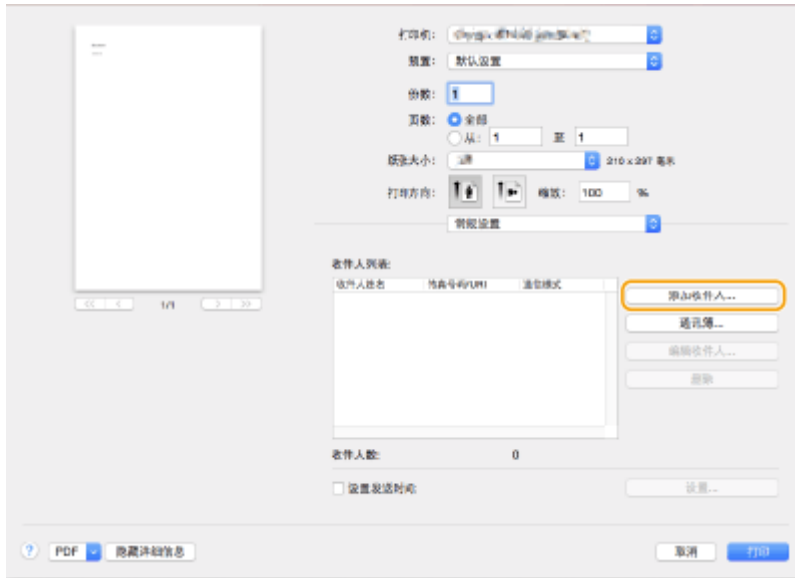 打印机:
预置: 默认设置
份数: 1
页数: 全部
从: 1 至 1
纸张大小: 210 x 297 毫米
打印方向: 缩放: 100 %
常规设置
收件人列表:
收件人姓名 传真号码/URI 通信模式
添加收件人...
通讯簿...
编辑收件人...
删除
<< < 1/1 > >>
收件人数: 0
设置发送时间 设置...
? PDF 隐藏详细信息 取消 打印